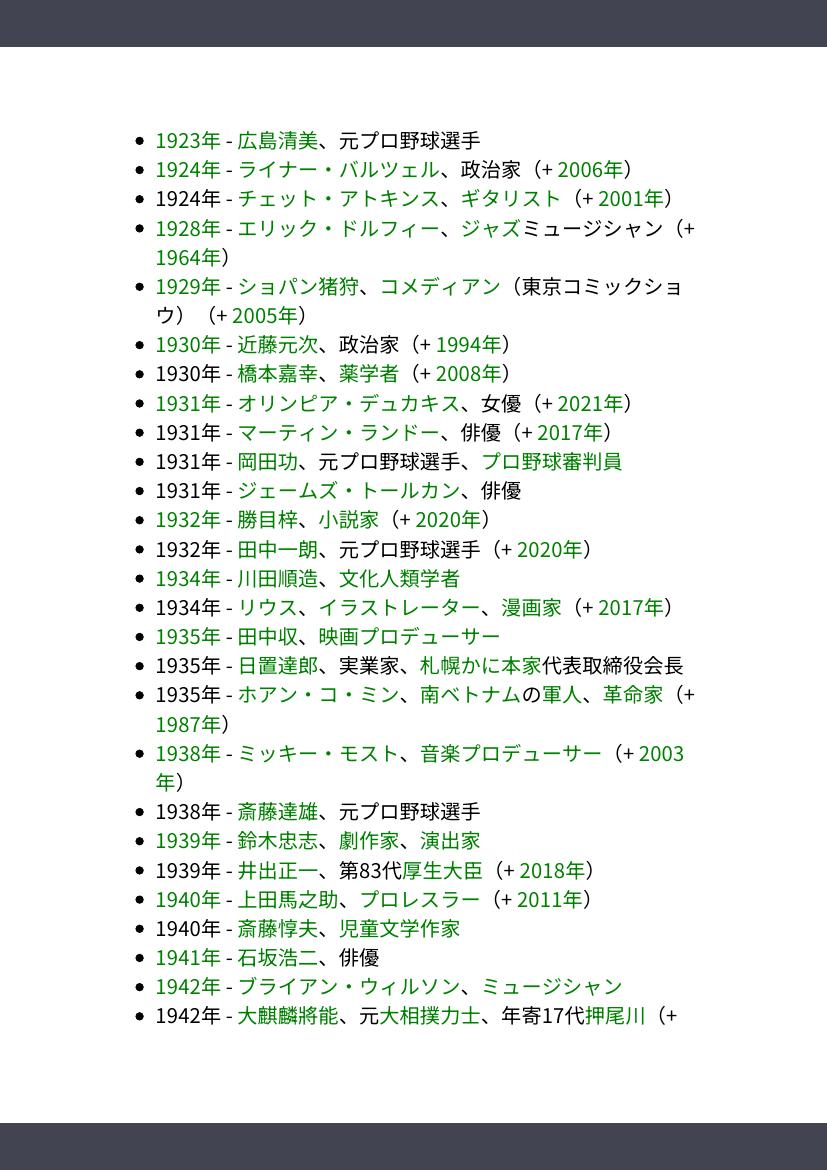 • 1923年 - 広島清美、元プロ野球選手
• 1924年 - ライナー・バルツェル、政治家（+ 2006年）
• 1924年 - チェット・アトキンス、ギタリスト（+ 2001年）
• 1928年 - エリック・ドルフィー、ジャズミュージシャン（+
1964年）
• 1929年 - ショパン猪狩、コメディアン（東京コミックショ
ウ）（+ 2005年）
• 1930年 - 近藤元次、政治家（+ 1994年）
• 1930年 - 橋本嘉幸、薬学者（+ 2008年）
• 1931年 - オリンピア・デュカキス、女優（+ 2021年）
• 1931年 - マーティン・ランドー、俳優（+ 2017年）
• 1931年 - 岡田功、元プロ野球選手、プロ野球審判員
• 1931年 - ジェームズ・トールカン、俳優
• 1932年 - 勝目梓、小説家（+ 2020年）
• 1932年 - 田中一朗、元プロ野球選手（+ 2020年）
• 1934年 - 川田順造、文化人類学者
• 1934年 - リウス、イラストレーター、漫画家（+ 2017年）
• 1935年 - 田中収、映画プロデューサー
• 1935年 - 日置達郎、実業家、札幌かに本家代表取締役会長
• 1935年 - ホアン・コ・ミン、南ベトナムの軍人、革命家（+
1987年）
• 1938年 - ミッキー・モスト、音楽プロデューサー（+ 2003
年）
• 1938年 - 斎藤達雄、元プロ野球選手
• 1939年 - 鈴木忠志、劇作家、演出家
• 1939年 - 井出正一、第83代厚生大臣（+ 2018年）
• 1940年 - 上田馬之助、プロレスラー（+ 2011年）
• 1940年 - 斎藤惇夫、児童文学作家
• 1941年 - 石坂浩二、俳優
• 1942年 - ブライアン・ウィルソン、ミュージシャン
• 1942年 - 大麒麟將能、元大相撲力士、年寄17代押尾川（+